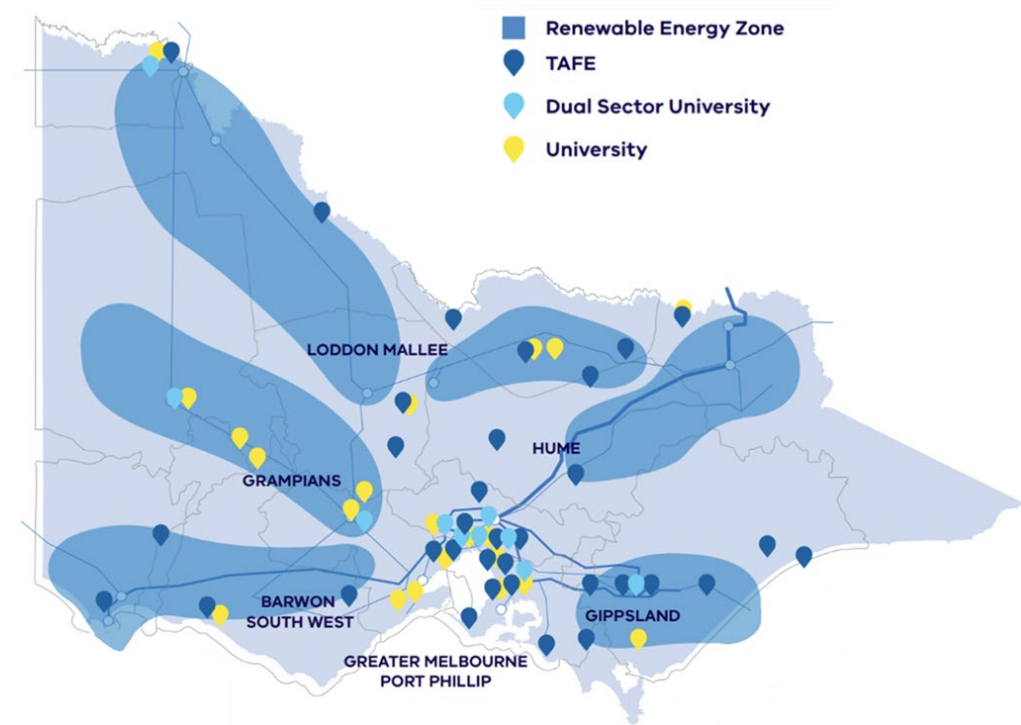 Renewable Energy Zone
TAFE
Dual Sector University
University
LODDON MALLEE
HUME
GRAMPIANS
BARWON
SOUTH WEST
GIPPSLAND
GREATER MELBOURNE
PORT PHILLIP